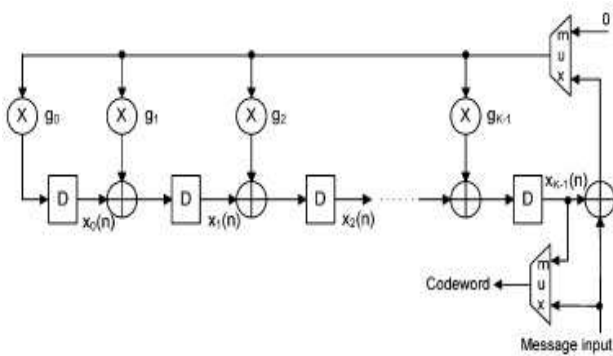 0
m
u
x
X g₀ X g₁ X g₂ X gK-1
D D D D
x₀(n) x₁(n) x₂(n) xK-1(n)
m
u
x
Codeword
Message input